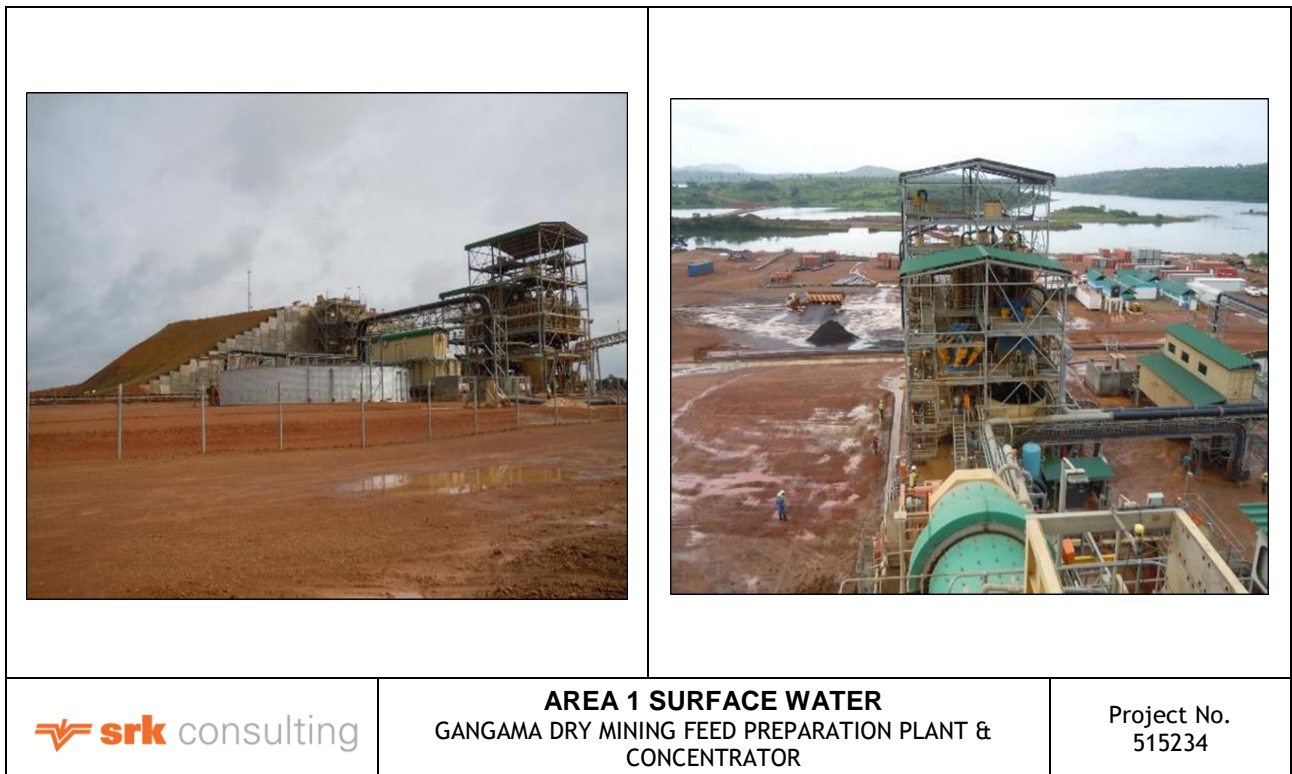 srk consulting
AREA 1 SURFACE WATER
GANGAMA DRY MINING FEED PREPARATION PLANT &
CONCENTRATOR
Project No.
515234